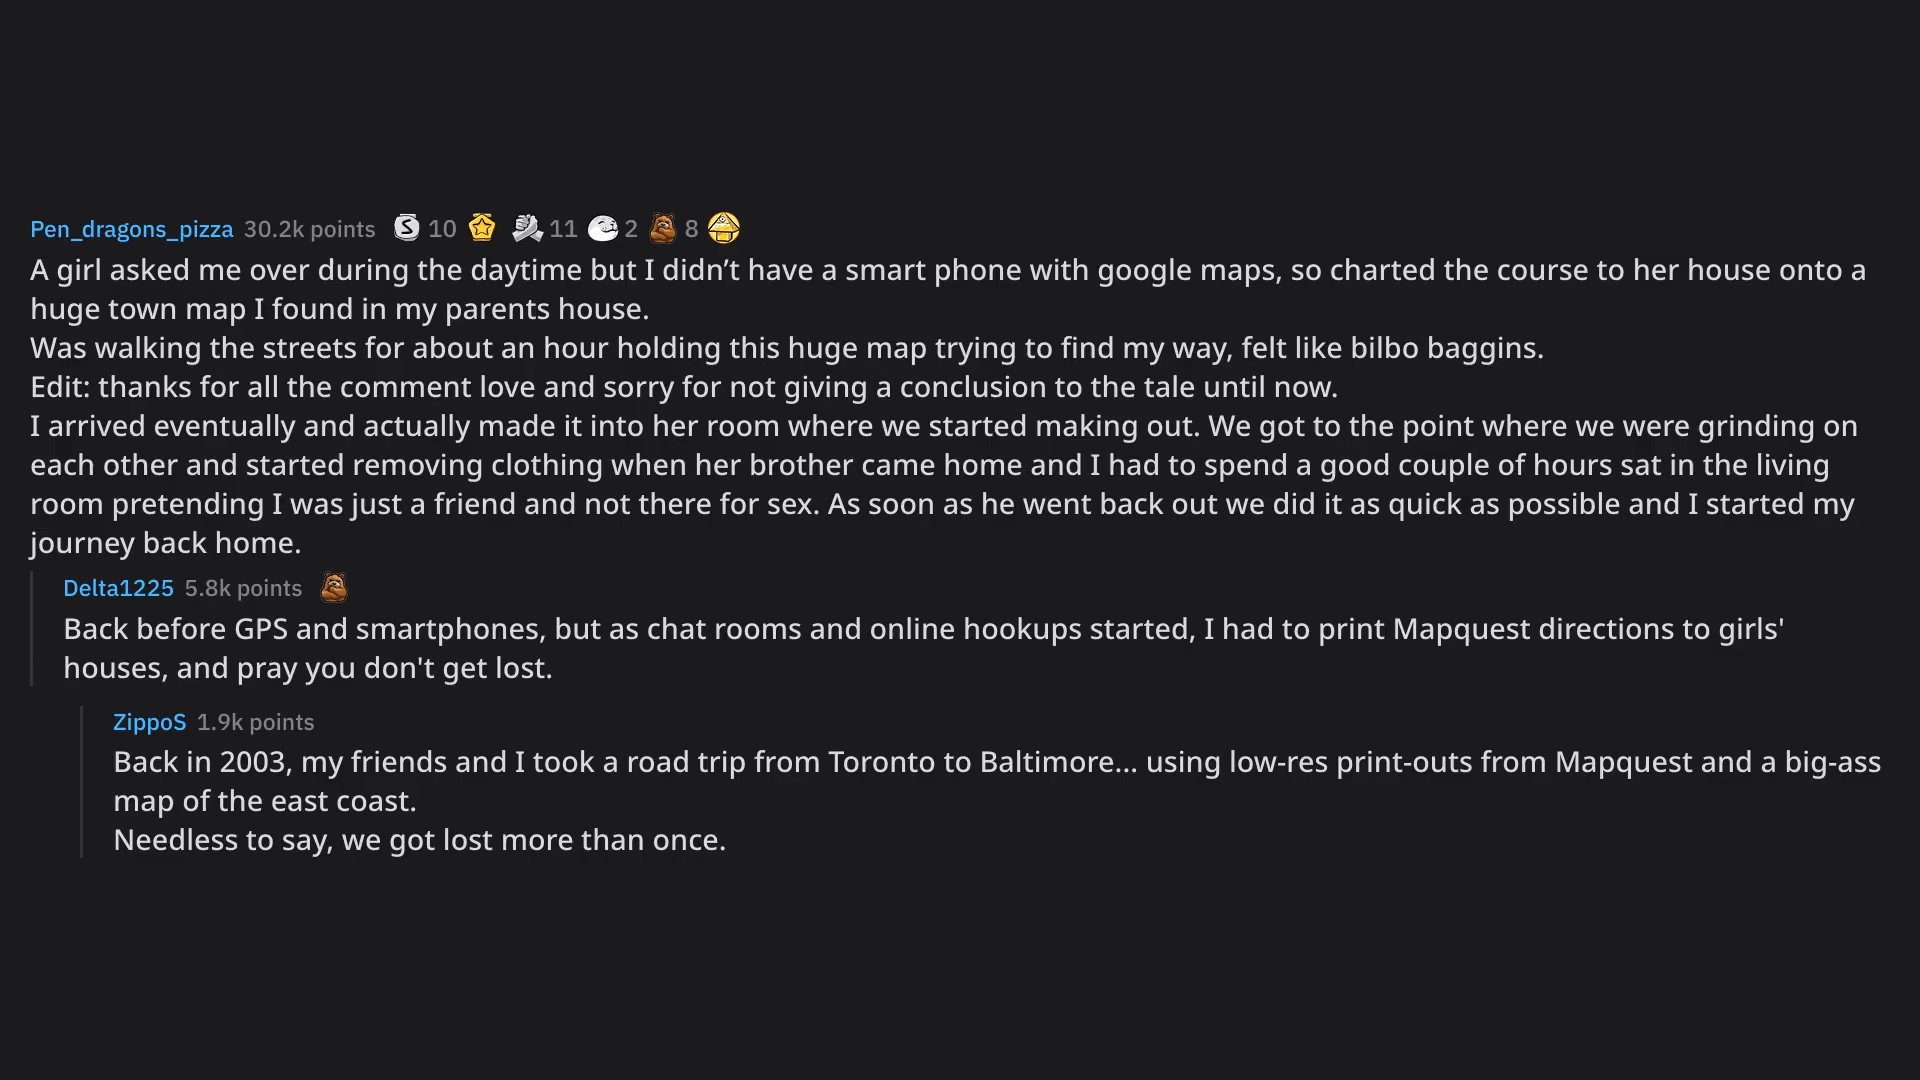 Pen_dragons_pizza 30.2k points S 10 11 2 8
A girl asked me over during the daytime but I didn’t have a smart phone with google maps, so charted the course to her house onto a
huge town map I found in my parents house.
Was walking the streets for about an hour holding this huge map trying to find my way, felt like bilbo baggins.
Edit: thanks for all the comment love and sorry for not giving a conclusion to the tale until now.
I arrived eventually and actually made it into her room where we started making out. We got to the point where we were grinding on
each other and started removing clothing when her brother came home and I had to spend a good couple of hours sat in the living
room pretending I was just a friend and not there for sex. As soon as he went back out we did it as quick as possible and I started my
journey back home.
Delta1225 5.8k points
Back before GPS and smartphones, but as chat rooms and online hookups started, I had to print Mapquest directions to girls'
houses, and pray you don't get lost.
ZippoS 1.9k points
Back in 2003, my friends and I took a road trip from Toronto to Baltimore... using low-res print-outs from Mapquest and a big-ass
map of the east coast.
Needless to say, we got lost more than once.